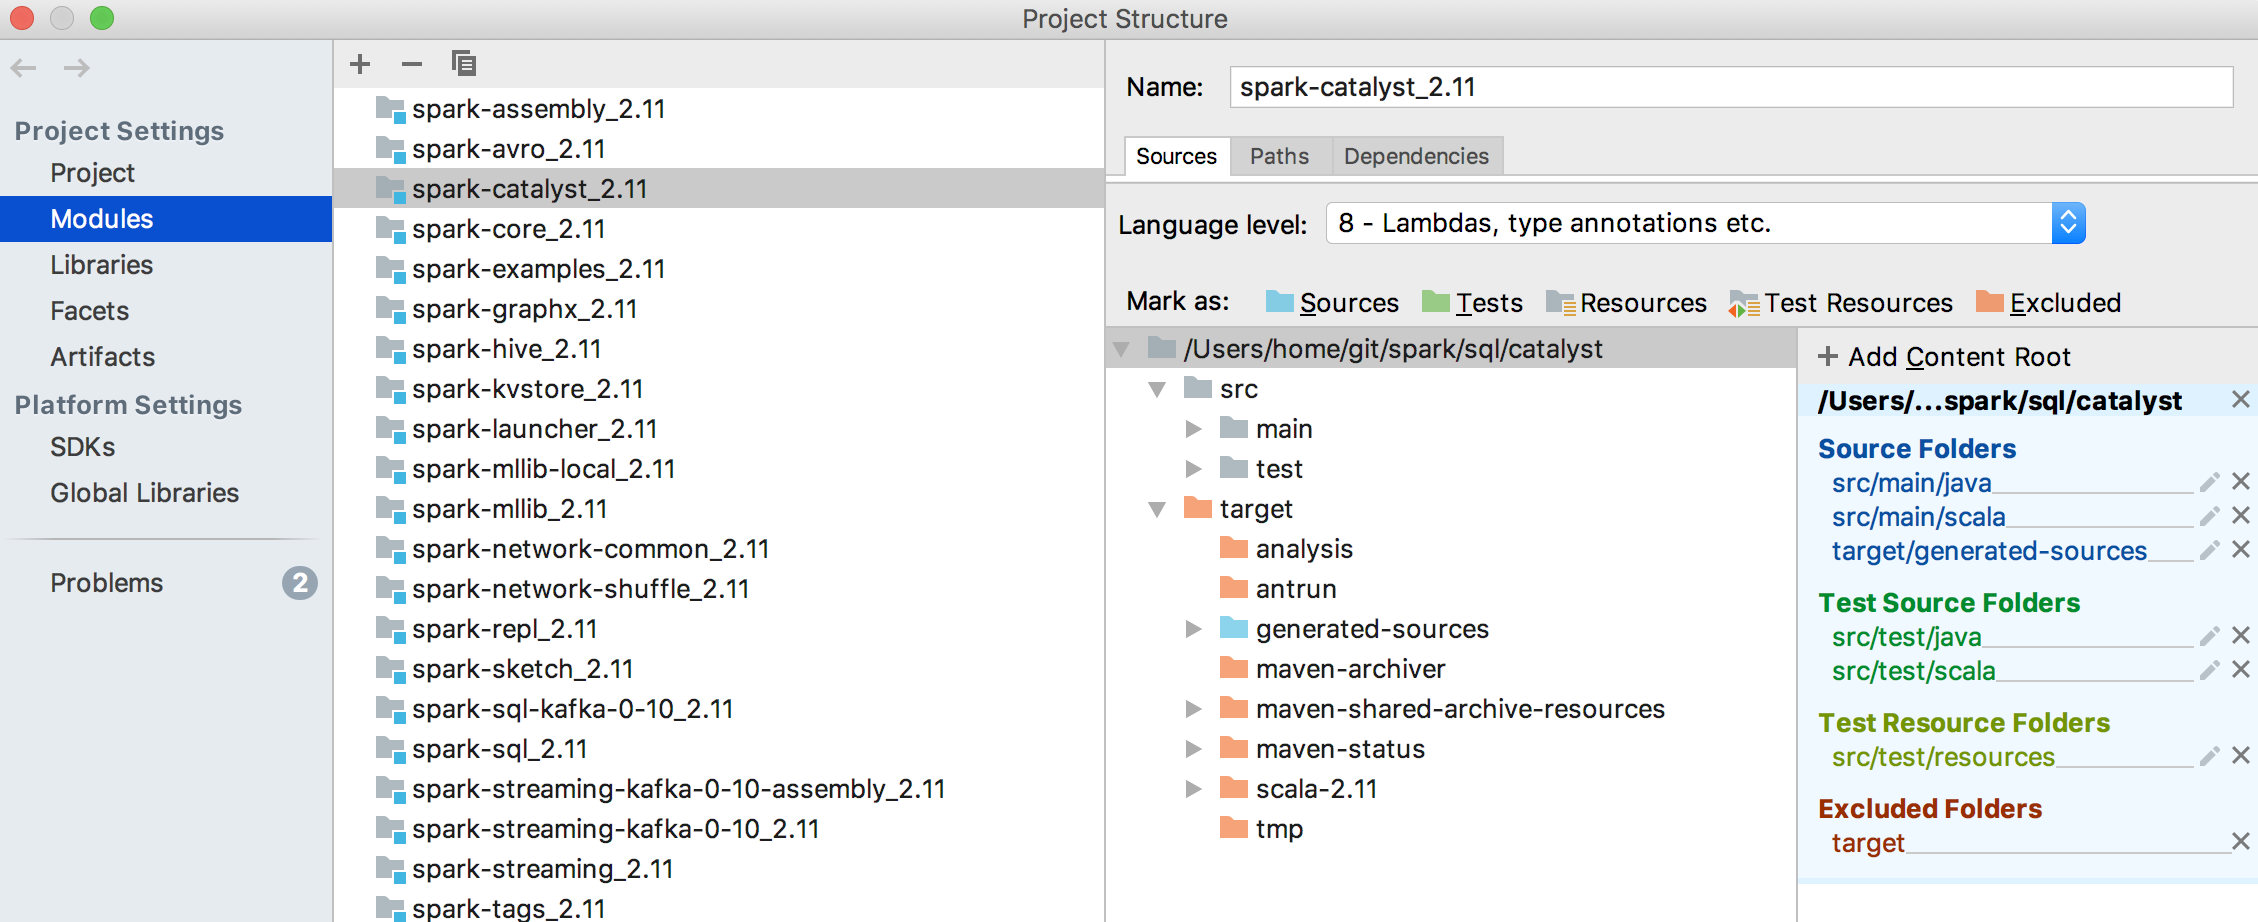 Project Structure
Project Settings
Project
Modules
Libraries
Facets
Artifacts
Platform Settings
SDKs
Global Libraries
Problems 2
spark-assembly_2.11
spark-avro_2.11
spark-catalyst_2.11
spark-core_2.11
spark-examples_2.11
spark-graphx_2.11
spark-hive_2.11
spark-kvstore_2.11
spark-launcher_2.11
spark-mllib-local_2.11
spark-mllib_2.11
spark-network-common_2.11
spark-network-shuffle_2.11
spark-repl_2.11
spark-sketch_2.11
spark-sql-kafka-0-10_2.11
spark-sql_2.11
spark-streaming-kafka-0-10-assembly_2.11
spark-streaming-kafka-0-10_2.11
spark-streaming_2.11
spark-tags_2.11
Name: spark-catalyst_2.11
Sources Paths Dependencies
Language level: 8 - Lambdas, type annotations etc.
Mark as: Sources Tests Resources Test Resources Excluded
/Users/home/git/spark/sql/catalyst
src
main
test
target
analysis
antrun
generated-sources
maven-archiver
maven-shared-archive-resources
maven-status
scala-2.11
tmp
Add Content Root
/Users/...spark/sql/catalyst
Source Folders
src/main/java
src/main/scala
target/generated-sources
Test Source Folders
src/test/java
src/test/scala
Test Resource Folders
src/test/resources
Excluded Folders
target